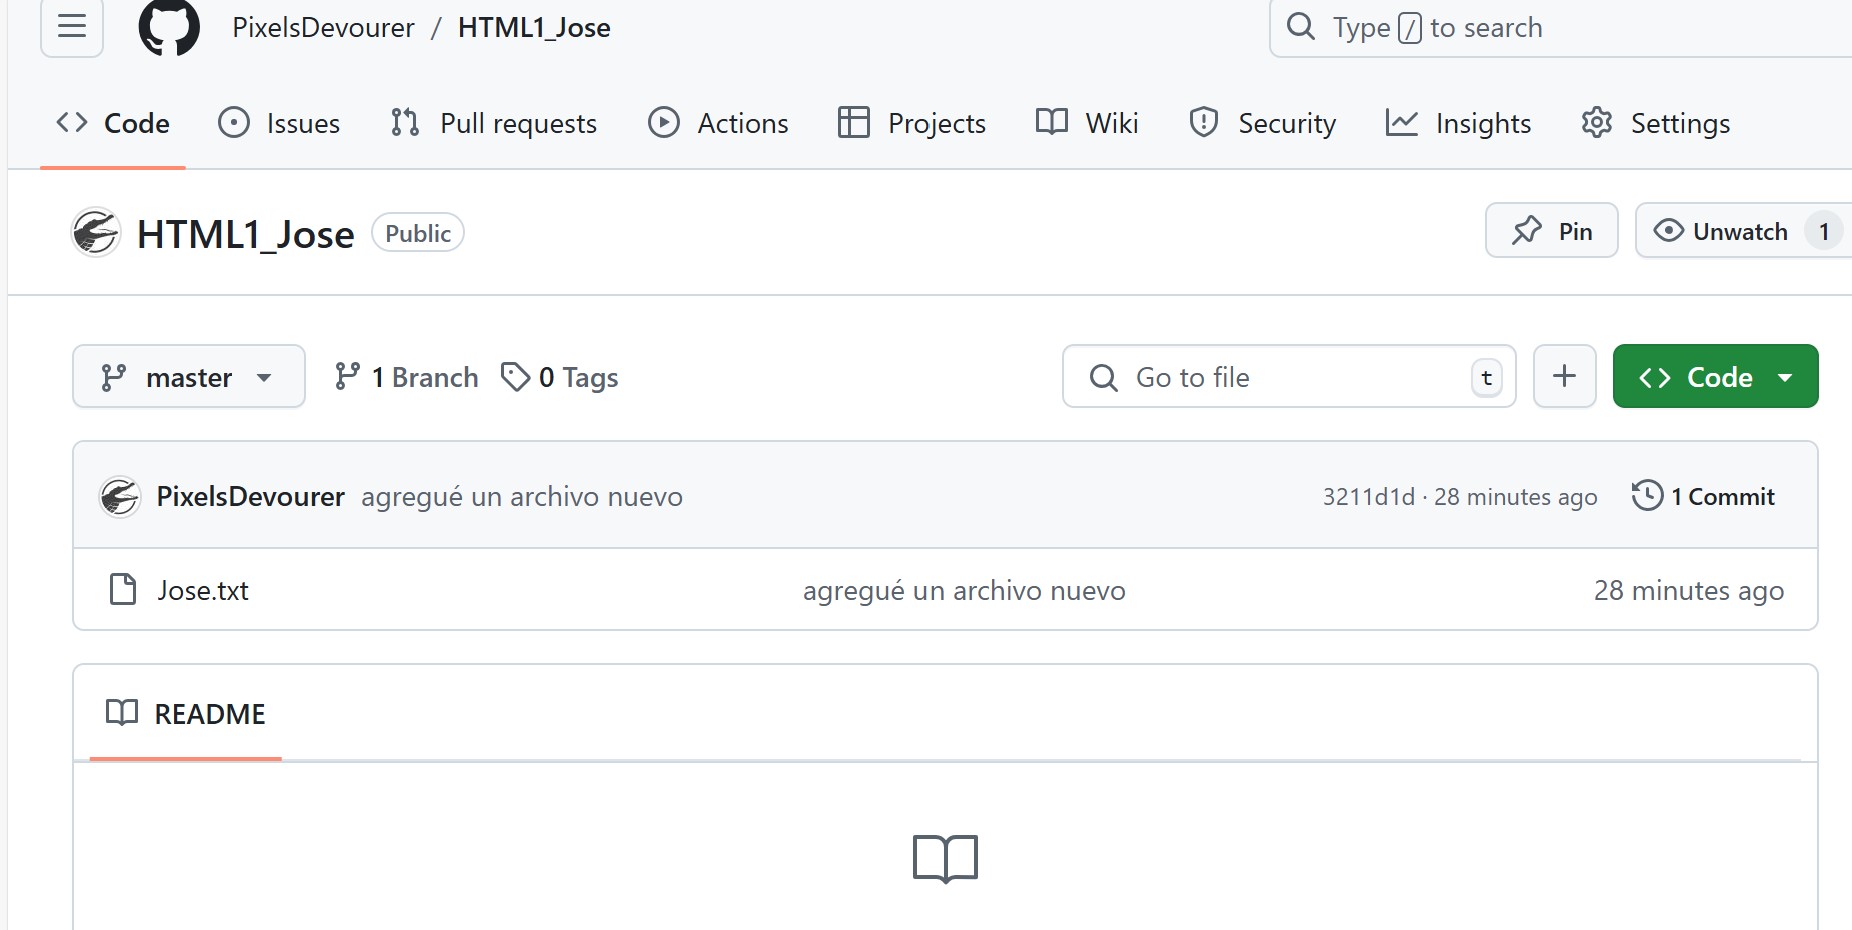 PixelsDevourer / HTML1_Jose Type / to search
Code Issues Pull requests Actions Projects Wiki Security Insights Settings
HTML1_Jose Public Pin Unwatch 1
master 1 Branch 0 Tags Go to file t Code
PixelsDevourer agregué un archivo nuevo 3211d1d · 28 minutes ago 1 Commit
Jose.txt agregué un archivo nuevo 28 minutes ago
README